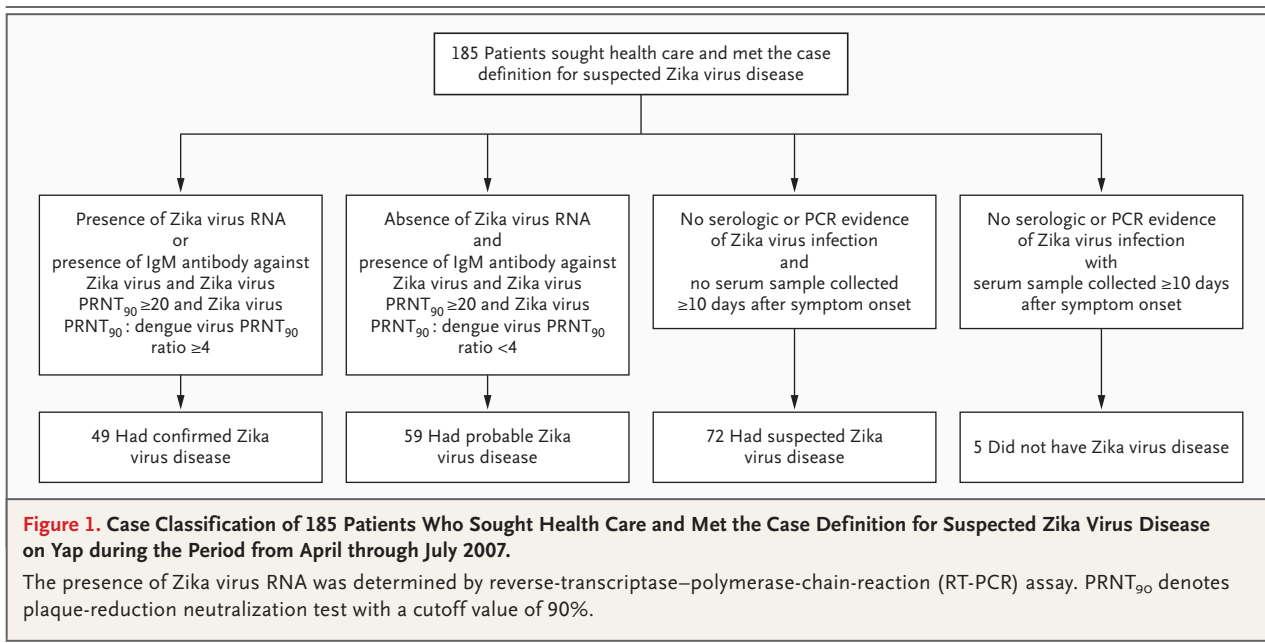 185 Patients sought health care and met the case
definition for suspected Zika virus disease
Presence of Zika virus RNA
or
presence of IgM antibody against
Zika virus and Zika virus
PRNT₉₀ ≥20 and Zika virus
PRNT₉₀ : dengue virus PRNT₉₀
ratio ≥4
Absence of Zika virus RNA
and
presence of IgM antibody against
Zika virus and Zika virus
PRNT₉₀ ≥20 and Zika virus
PRNT₉₀ : dengue virus PRNT₉₀
ratio <4
No serologic or PCR evidence
of Zika virus infection
and
no serum sample collected
≥10 days after symptom onset
No serologic or PCR evidence
of Zika virus infection
with
serum sample collected ≥10 days
after symptom onset
49 Had confirmed Zika
virus disease
59 Had probable Zika
virus disease
72 Had suspected Zika
virus disease
5 Did not have Zika virus disease
Figure 1. Case Classification of 185 Patients Who Sought Health Care and Met the Case Definition for Suspected Zika Virus Disease
on Yap during the Period from April through July 2007.
The presence of Zika virus RNA was determined by reverse-transcriptase–polymerase-chain-reaction (RT-PCR) assay. PRNT₉₀ denotes
plaque-reduction neutralization test with a cutoff value of 90%.